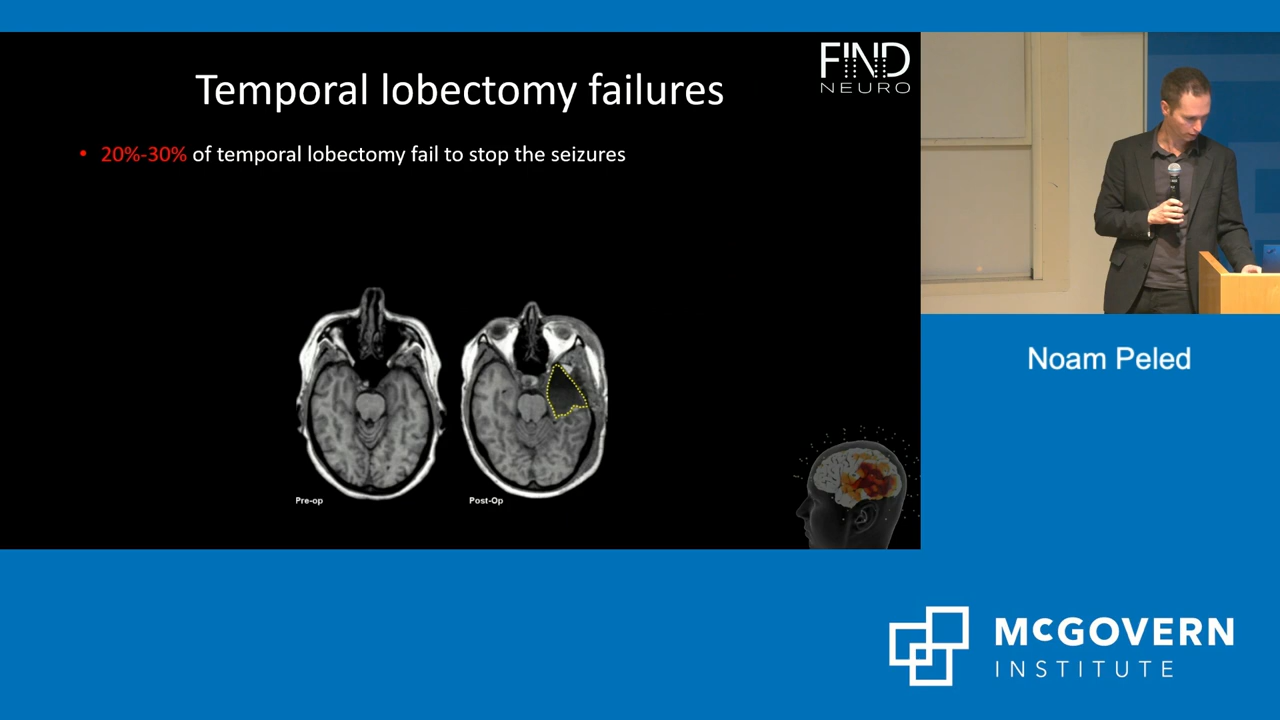 FIND
NEURO
Temporal lobectomy failures
• 20%-30% of temporal lobectomy fail to stop the seizures
Pre-op
Post-Op
Noam Peled
McGOVERN
INSTITUTE